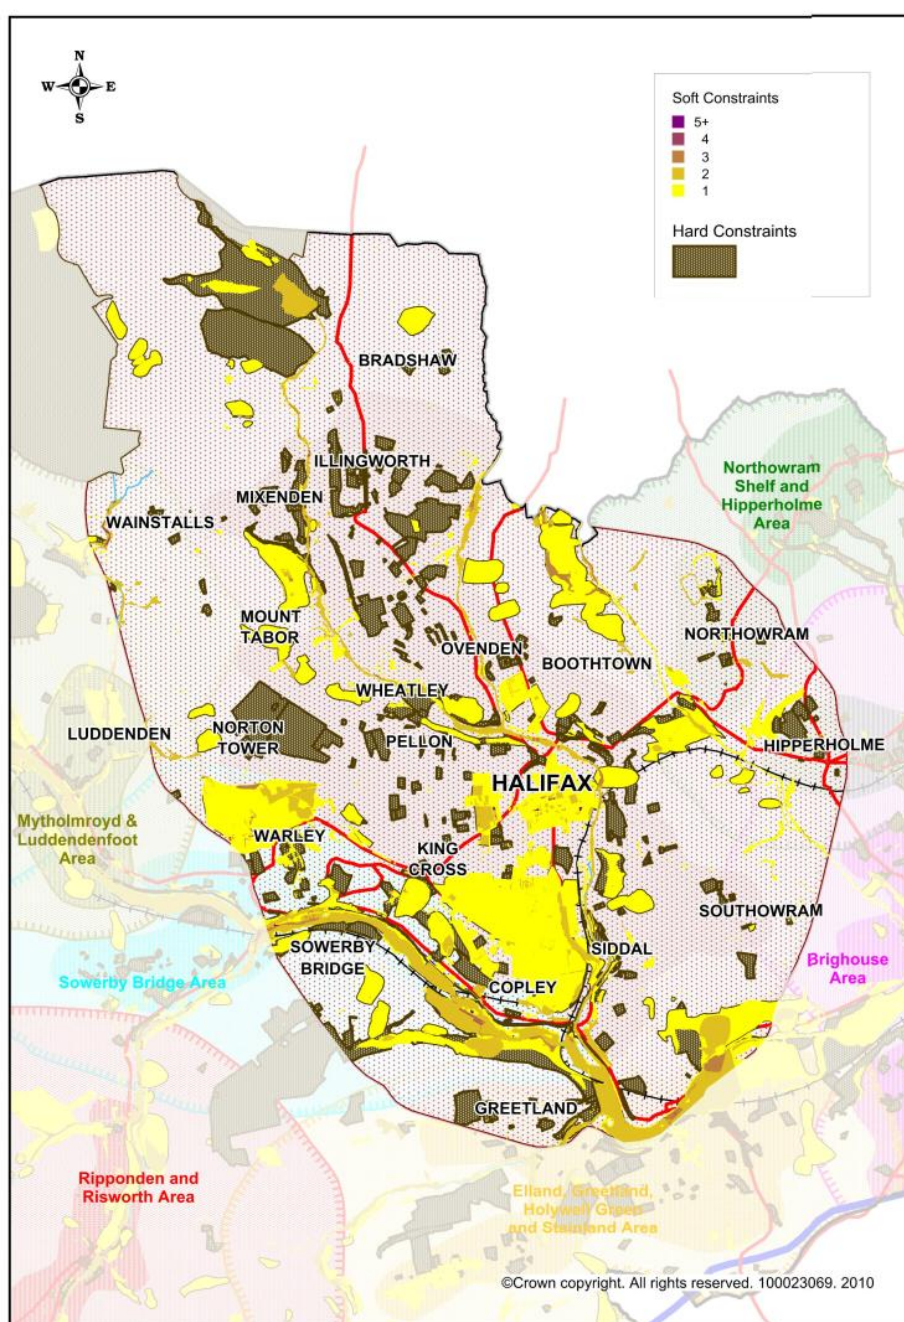 N
W E
S
Soft Constraints
5+
4
3
2
1
Hard Constraints
BRADSHAW
ILLINGWORTH
MIXENDEN
WAINSTALLS
Northowram
Shelf and
Hipperholme
Area
MOUNT
TABOR
OVENDEN
NORTHOWRAM
BOOTHTOWN
WHEATLEY
LUDDENDEN
NORTON
TOWER
PELLON
HIPPERHOLME
HALIFAX
Mytholmroyd &
Luddendenfoot
Area
WARLEY
KING
CROSS
SOUTHOWRAM
SOWERBY
BRIDGE
SIDDAL
Brighouse
Area
Sowerby Bridge Area
COPLEY
GREETLAND
Ripponden and
Risworth Area
Elland, Greetland,
Holywell Green
and Stainland Area
©Crown copyright. All rights reserved. 100023069. 2010